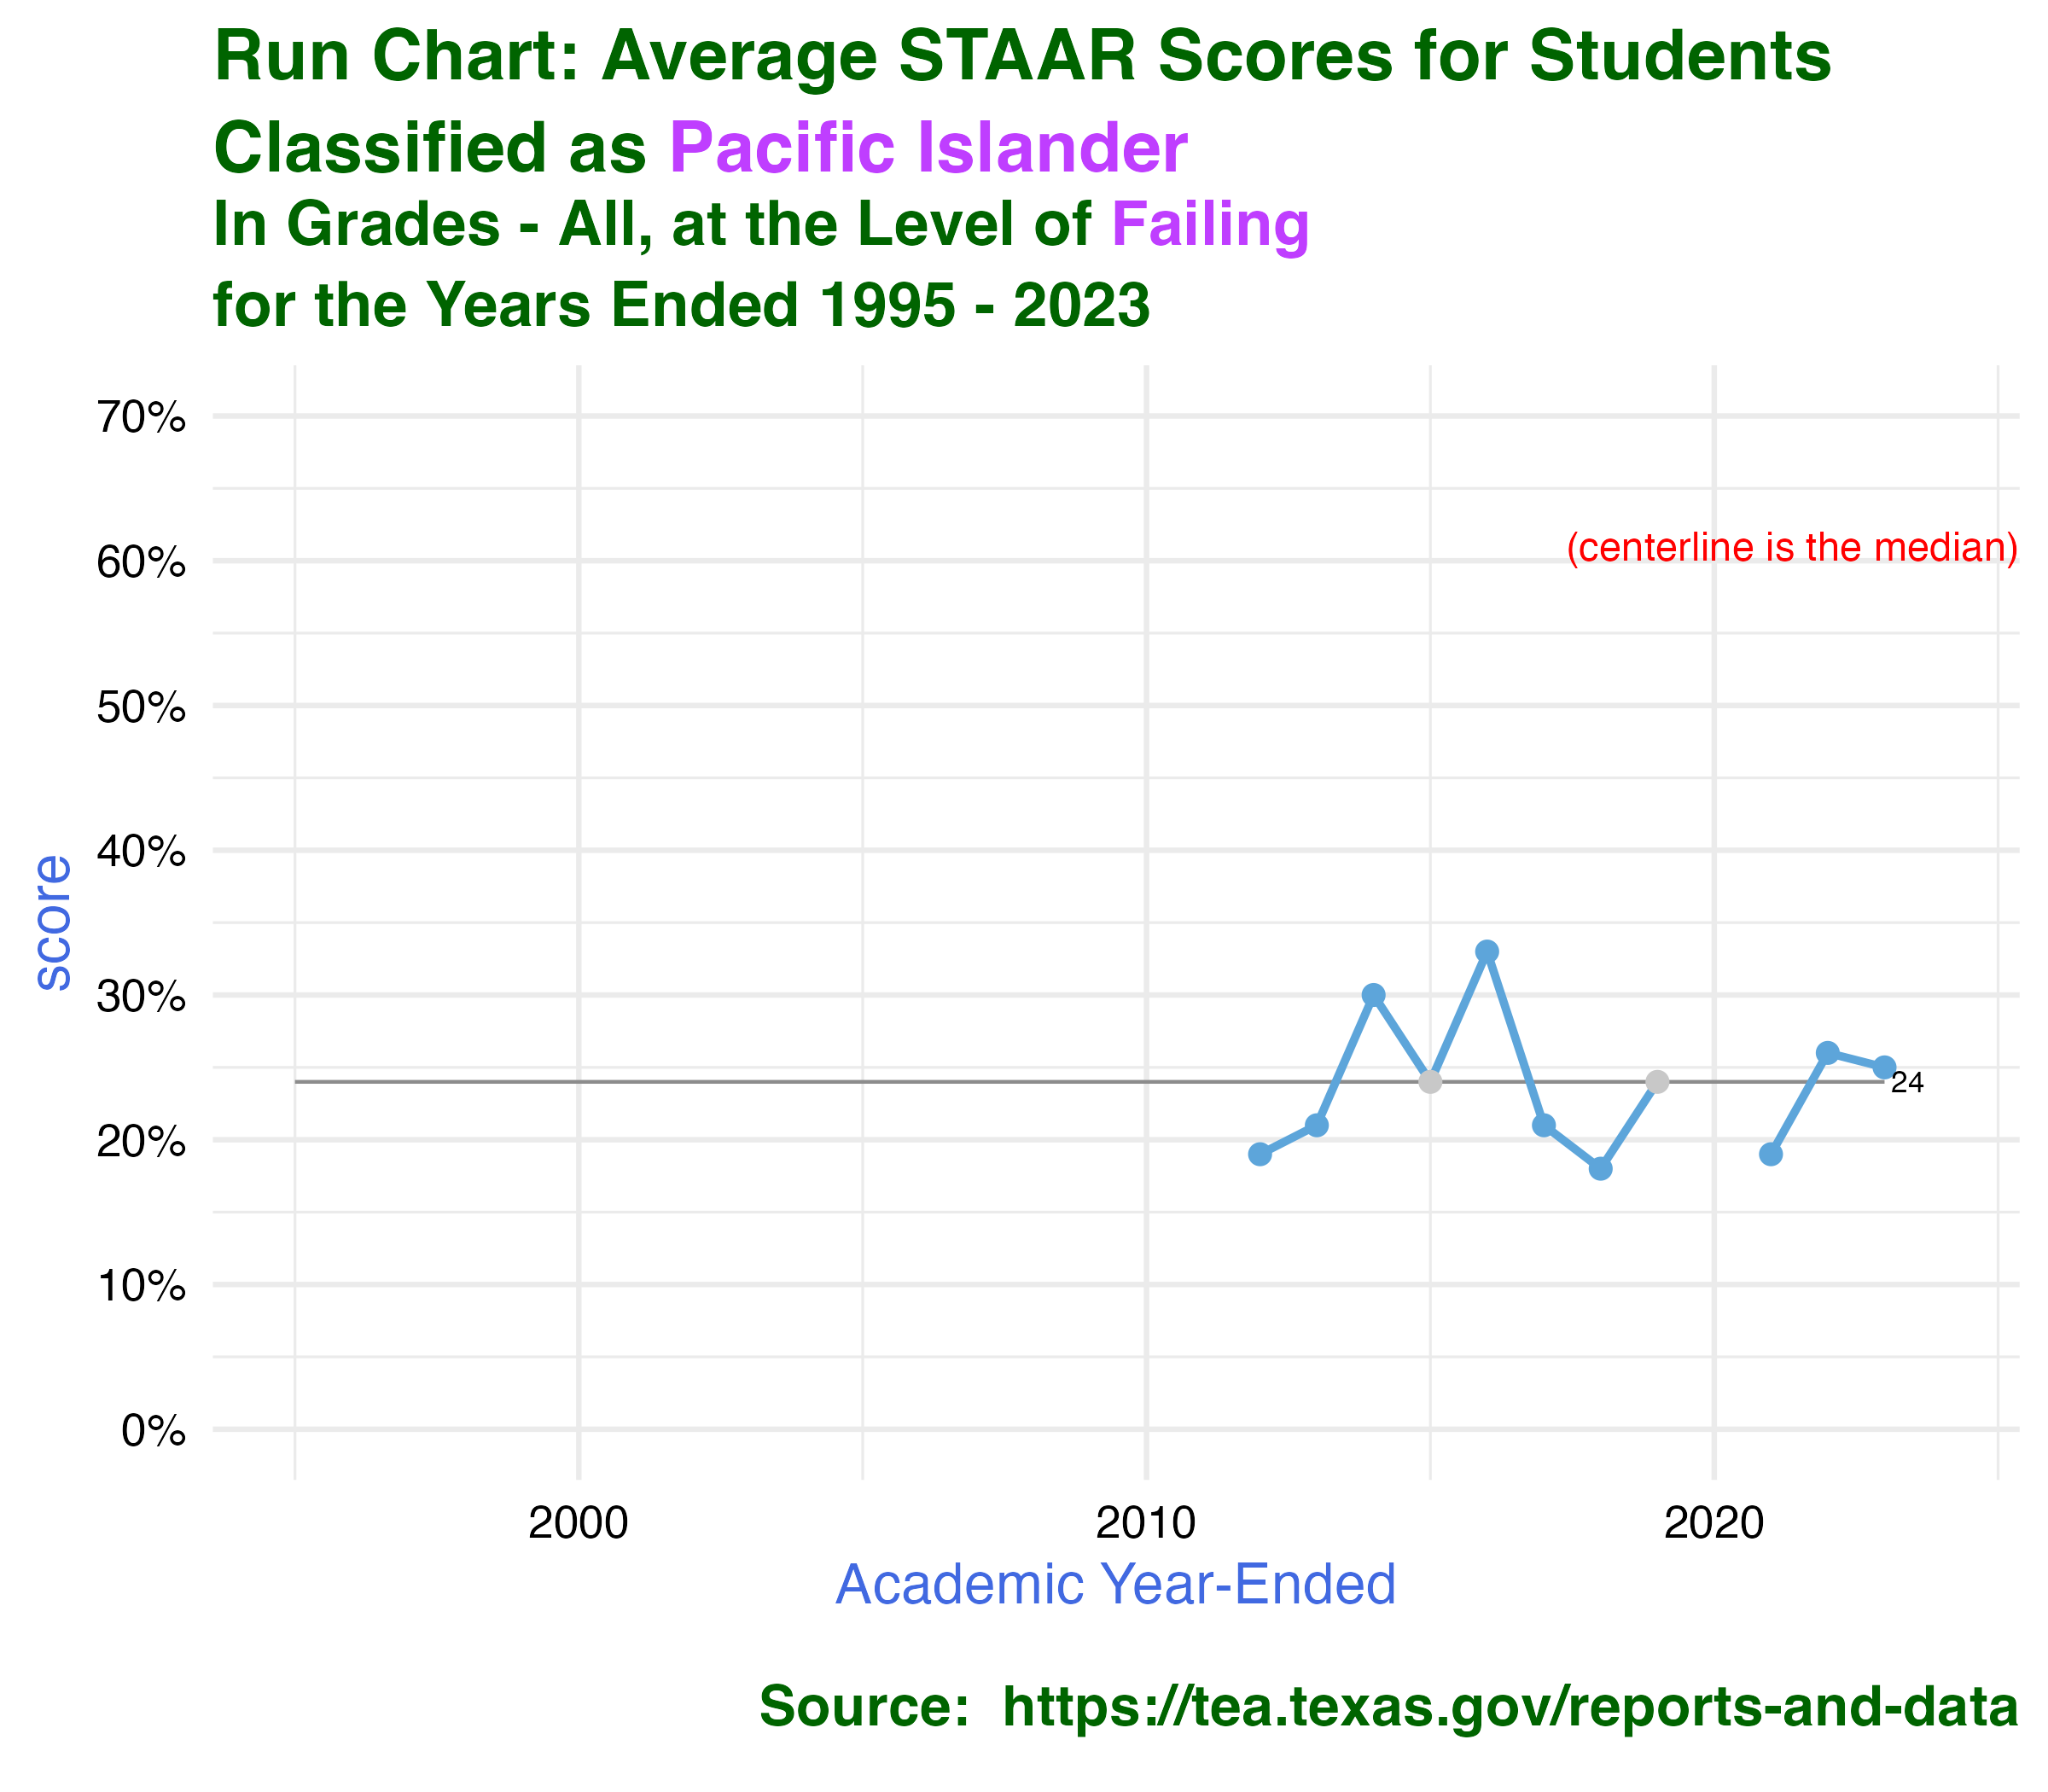 Run Chart: Average STAAR Scores for Students
Classified as Pacific Islander
In Grades - All, at the Level of Failing
for the Years Ended 1995 - 2023
70%
(centerline is the median)
60%
50%
40%
score
30%
24
20%
10%
0%
2000 2010 2020
Academic Year-Ended
Source: https://tea.texas.gov/reports-and-data